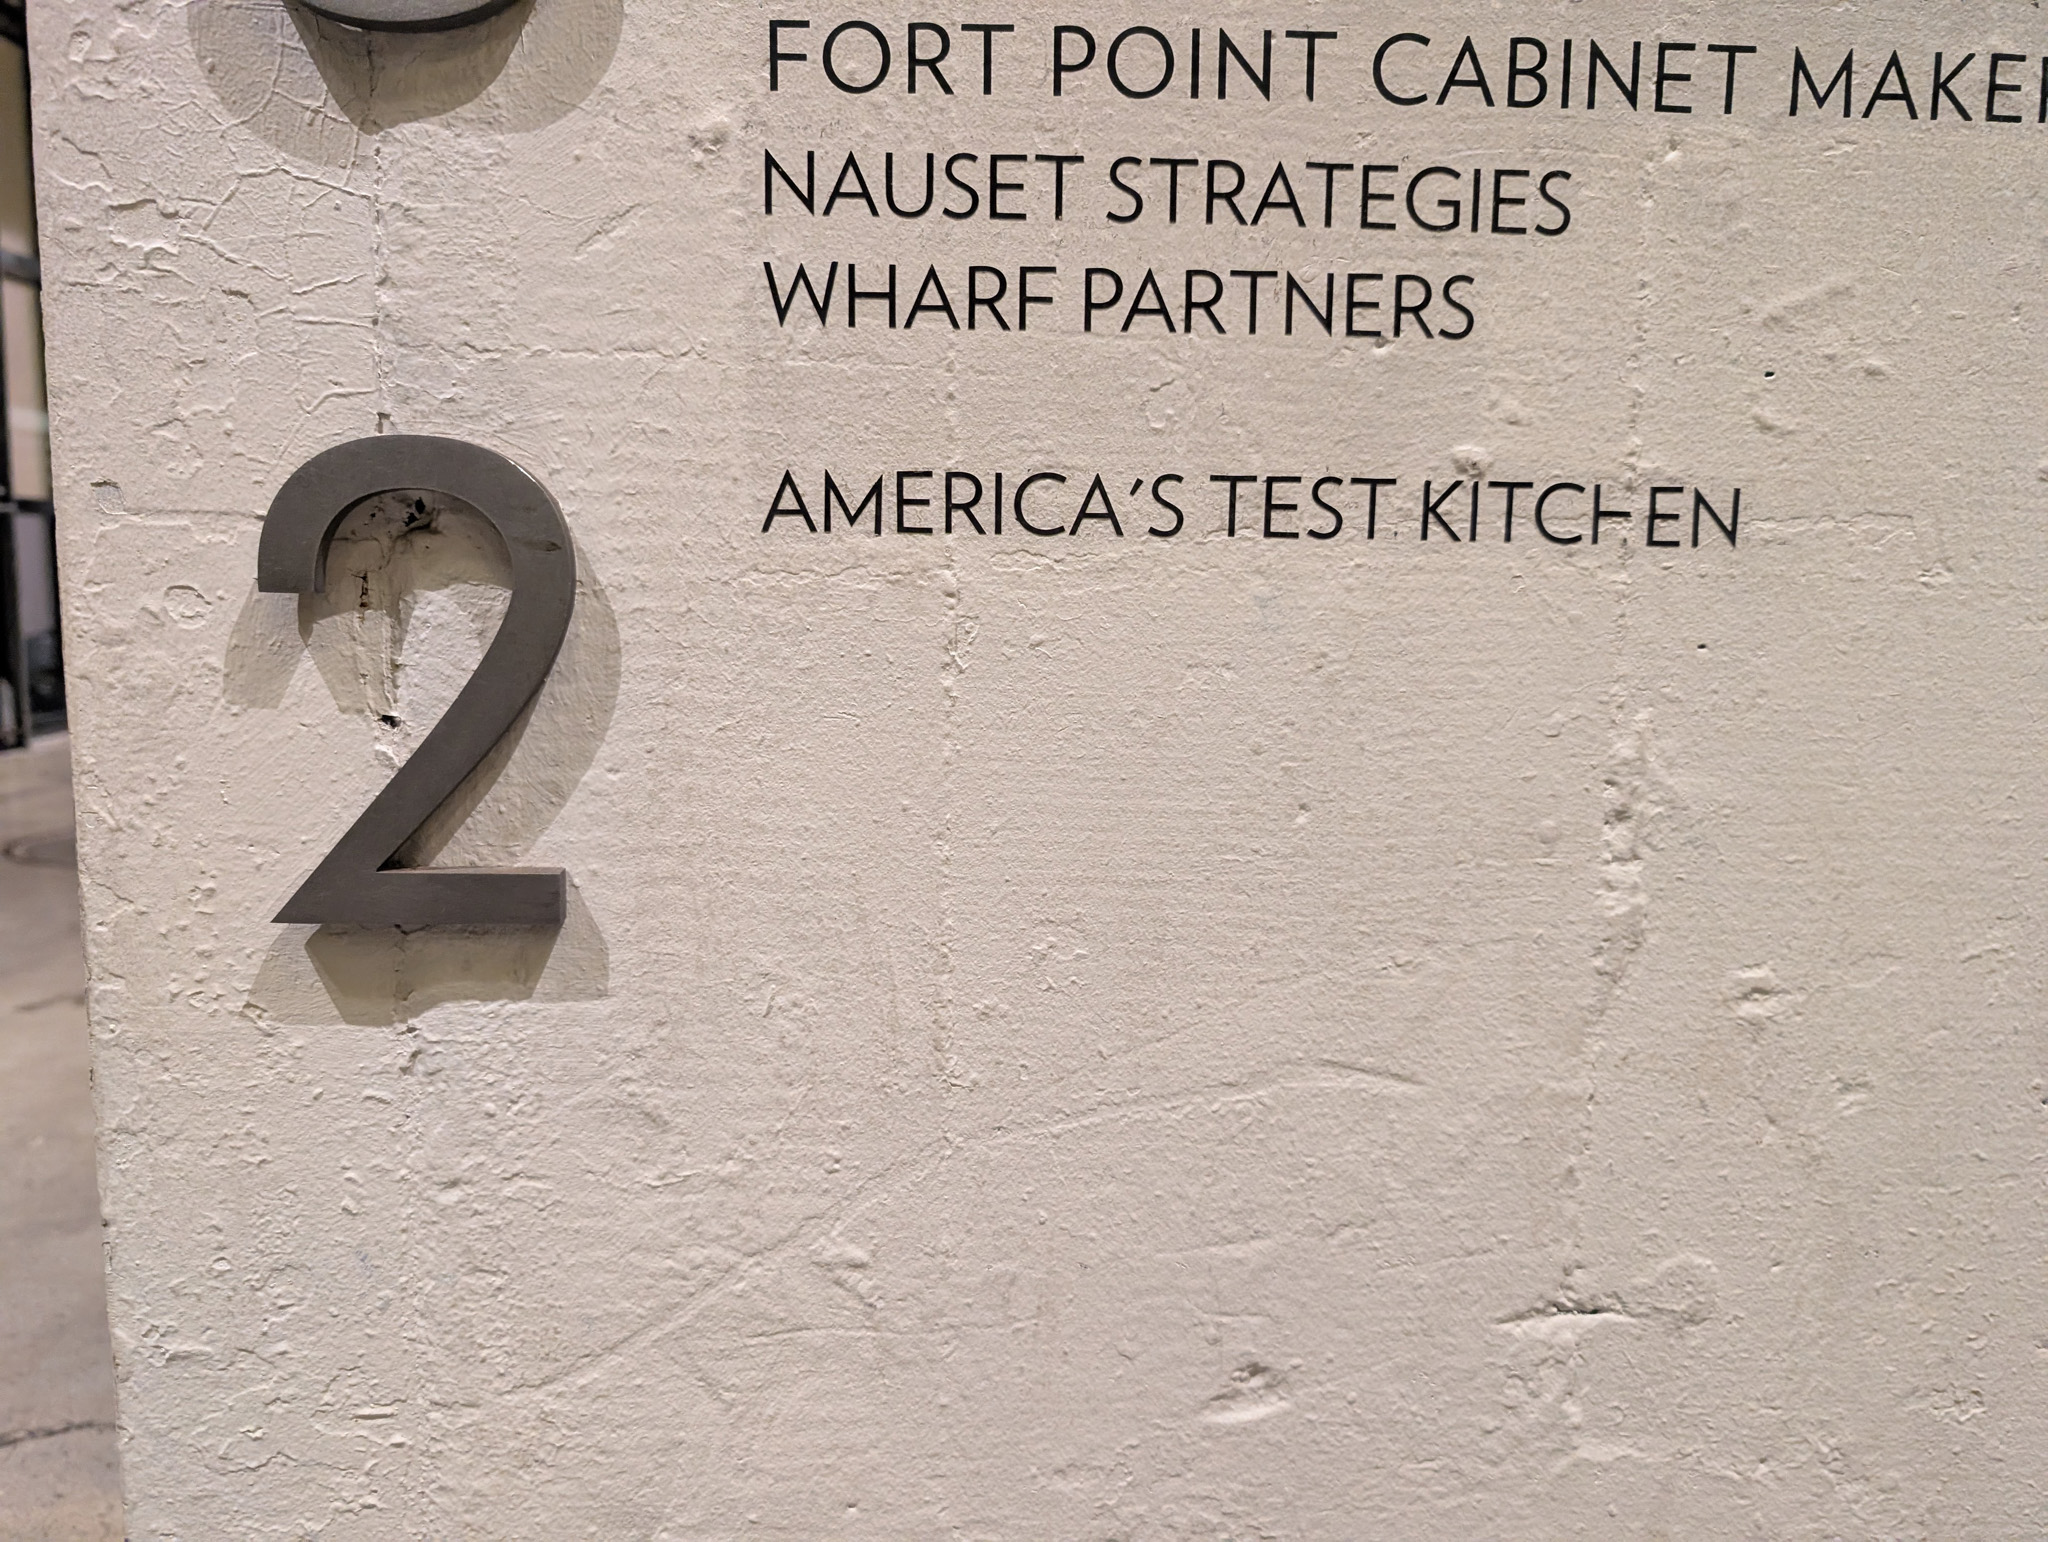 FORT POINT CABINET MAKER
NAUSET STRATEGIES
WHARF PARTNERS
2
AMERICA'S TEST KITCHEN